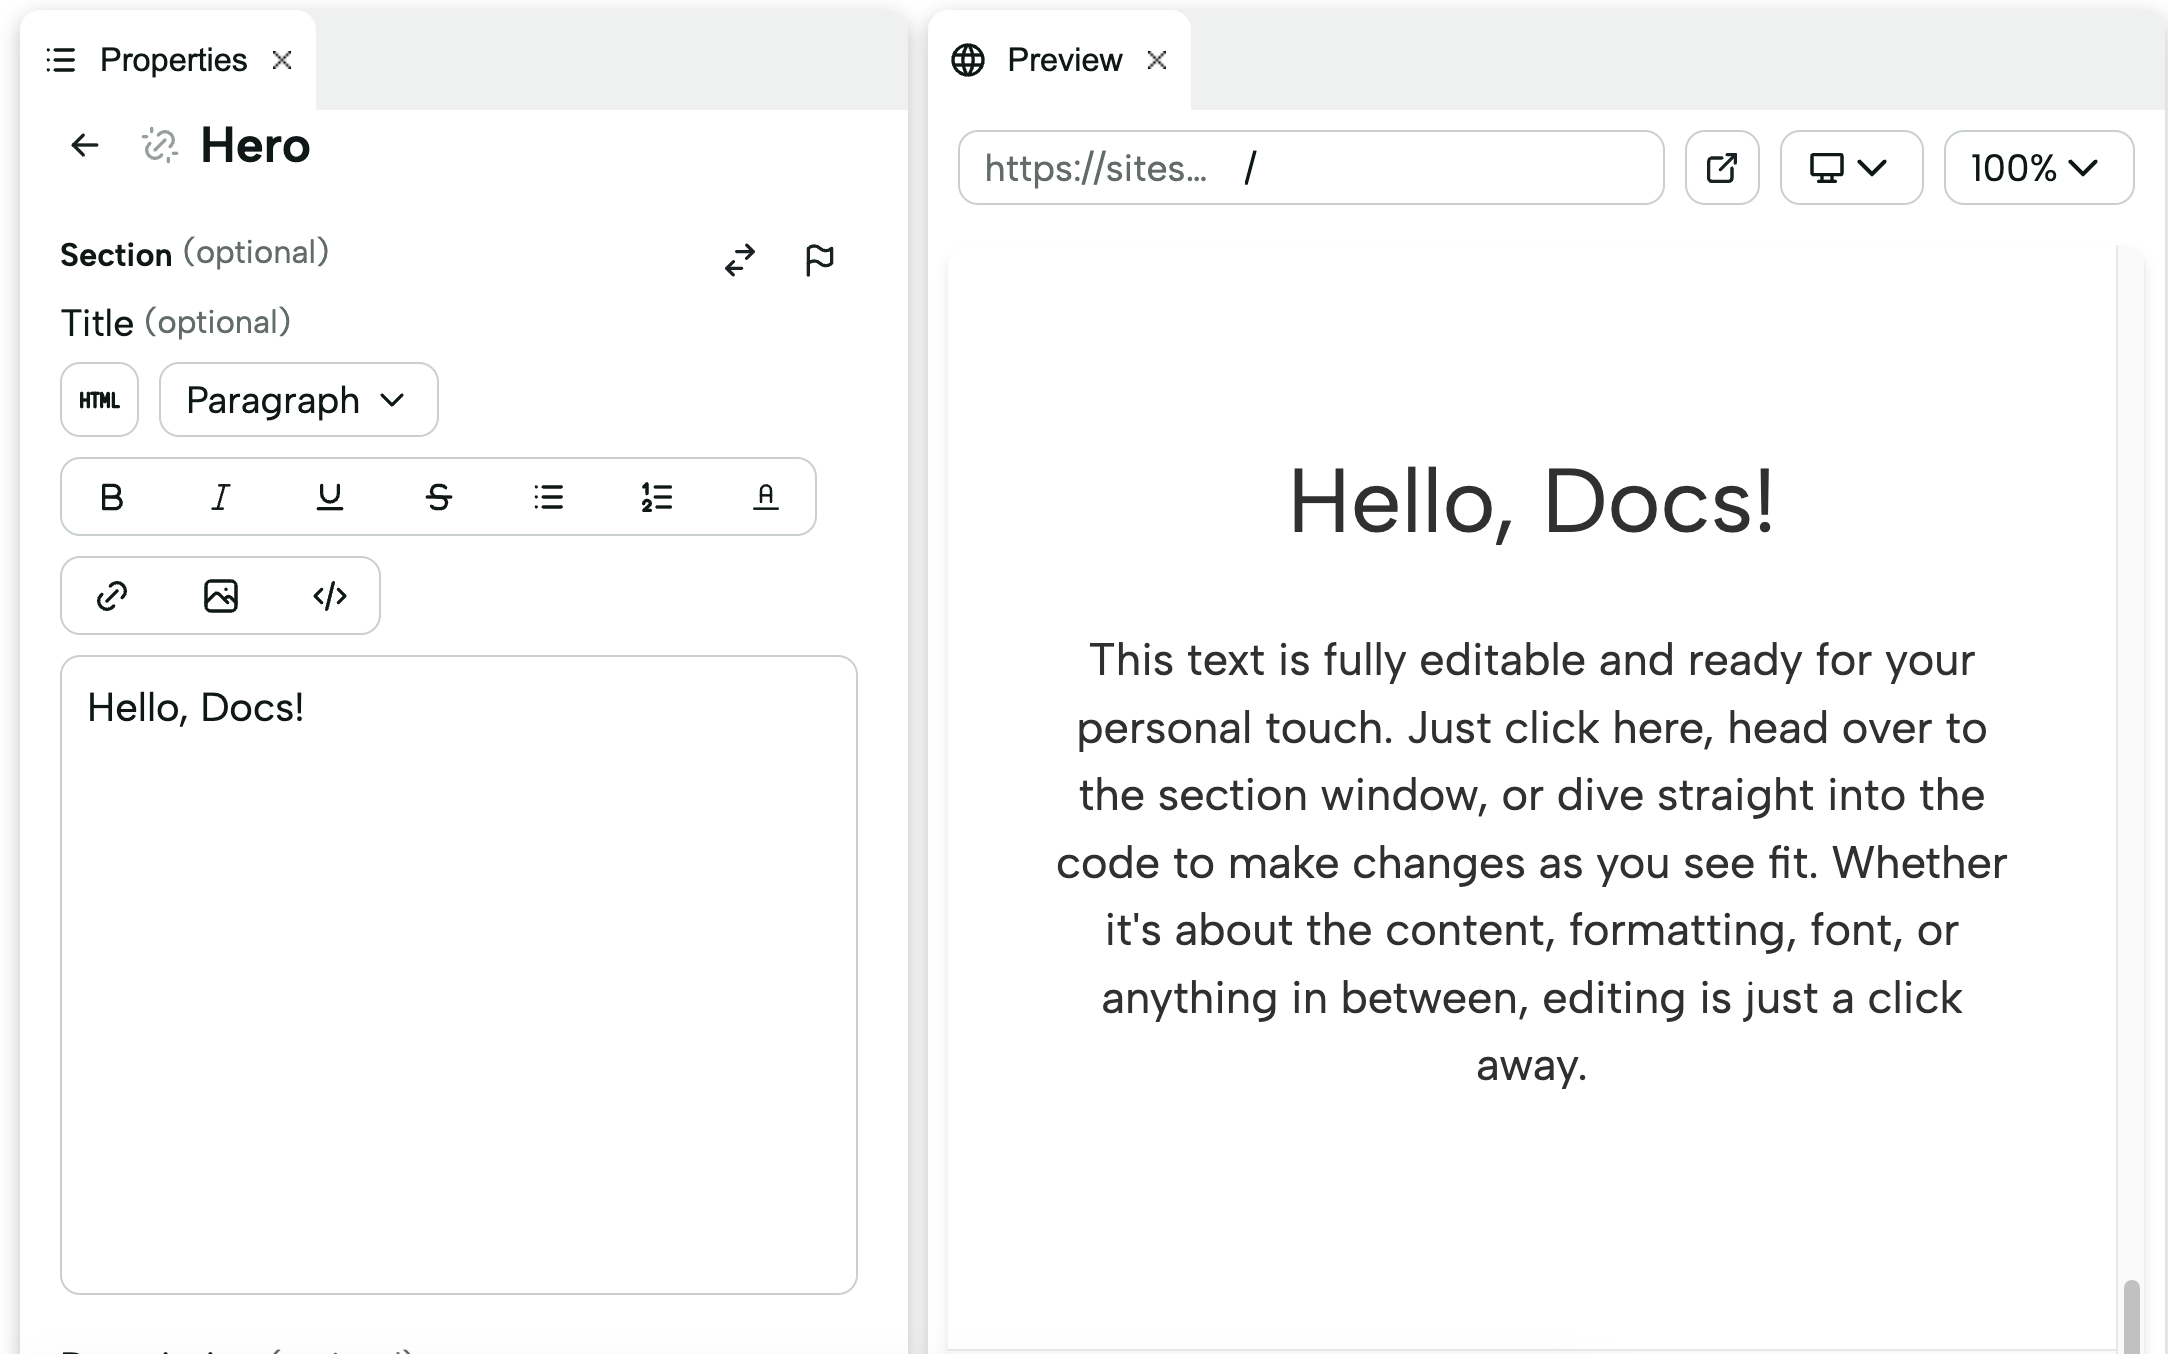 Properties
Hero
Section (optional)
Title (optional)
HTML
Paragraph
Hello, Docs!
Preview
https://sites... /
100%
Hello, Docs!
This text is fully editable and ready for your
personal touch. Just click here, head over to
the section window, or dive straight into the
code to make changes as you see fit. Whether
it's about the content, formatting, font, or
anything in between, editing is just a click
away.